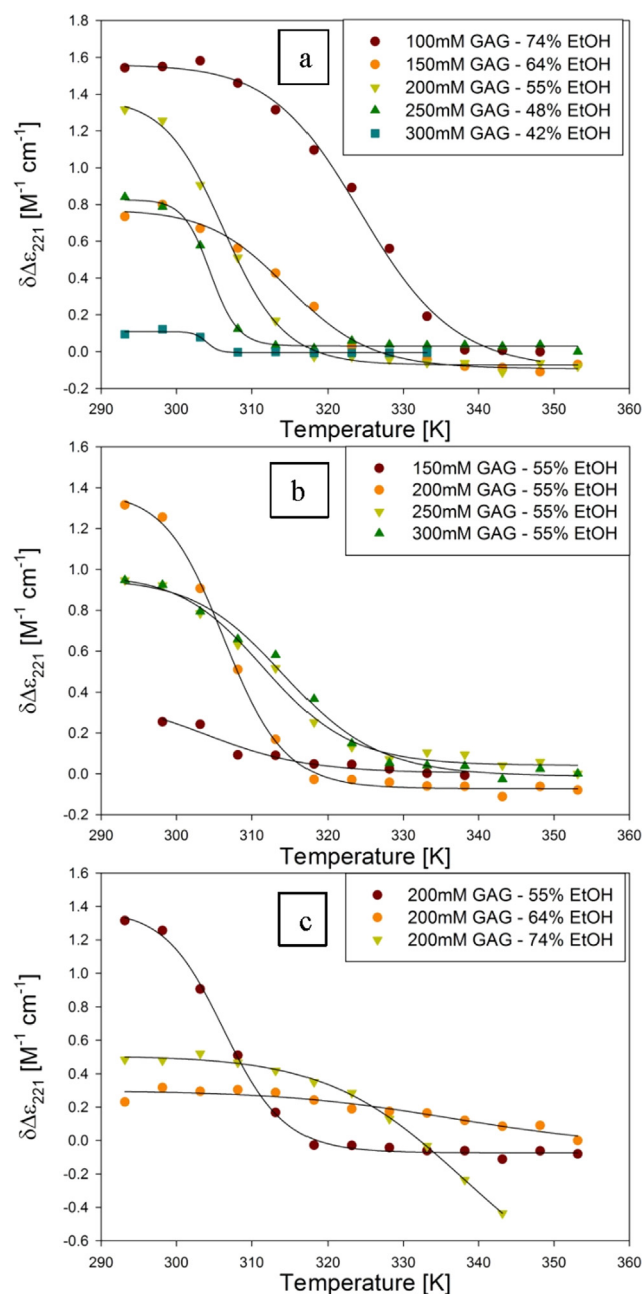 a
100mM GAG - 74% EtOH
150mM GAG - 64% EtOH
200mM GAG - 55% EtOH
250mM GAG - 48% EtOH
300mM GAG - 42% EtOH
1.8
1.6
1.4
1.2
1.0
0.8
0.6
0.4
0.2
0.0
-0.2
δΔε₂₂₁ [M⁻¹ cm⁻¹]
290 300 310 320 330 340 350 360
Temperature [K]
b
150mM GAG - 55% EtOH
200mM GAG - 55% EtOH
250mM GAG - 55% EtOH
300mM GAG - 55% EtOH
1.6
1.4
1.2
1.0
0.8
0.6
0.4
0.2
0.0
-0.2
δΔε₂₂₁ [M⁻¹ cm⁻¹]
290 300 310 320 330 340 350 360
Temperature [K]
c
200mM GAG - 55% EtOH
200mM GAG - 64% EtOH
200mM GAG - 74% EtOH
1.6
1.4
1.2
1.0
0.8
0.6
0.4
0.2
0.0
-0.2
-0.4
-0.6
δΔε₂₂₁ [M⁻¹ cm⁻¹]
290 300 310 320 330 340 350 360
Temperature [K]